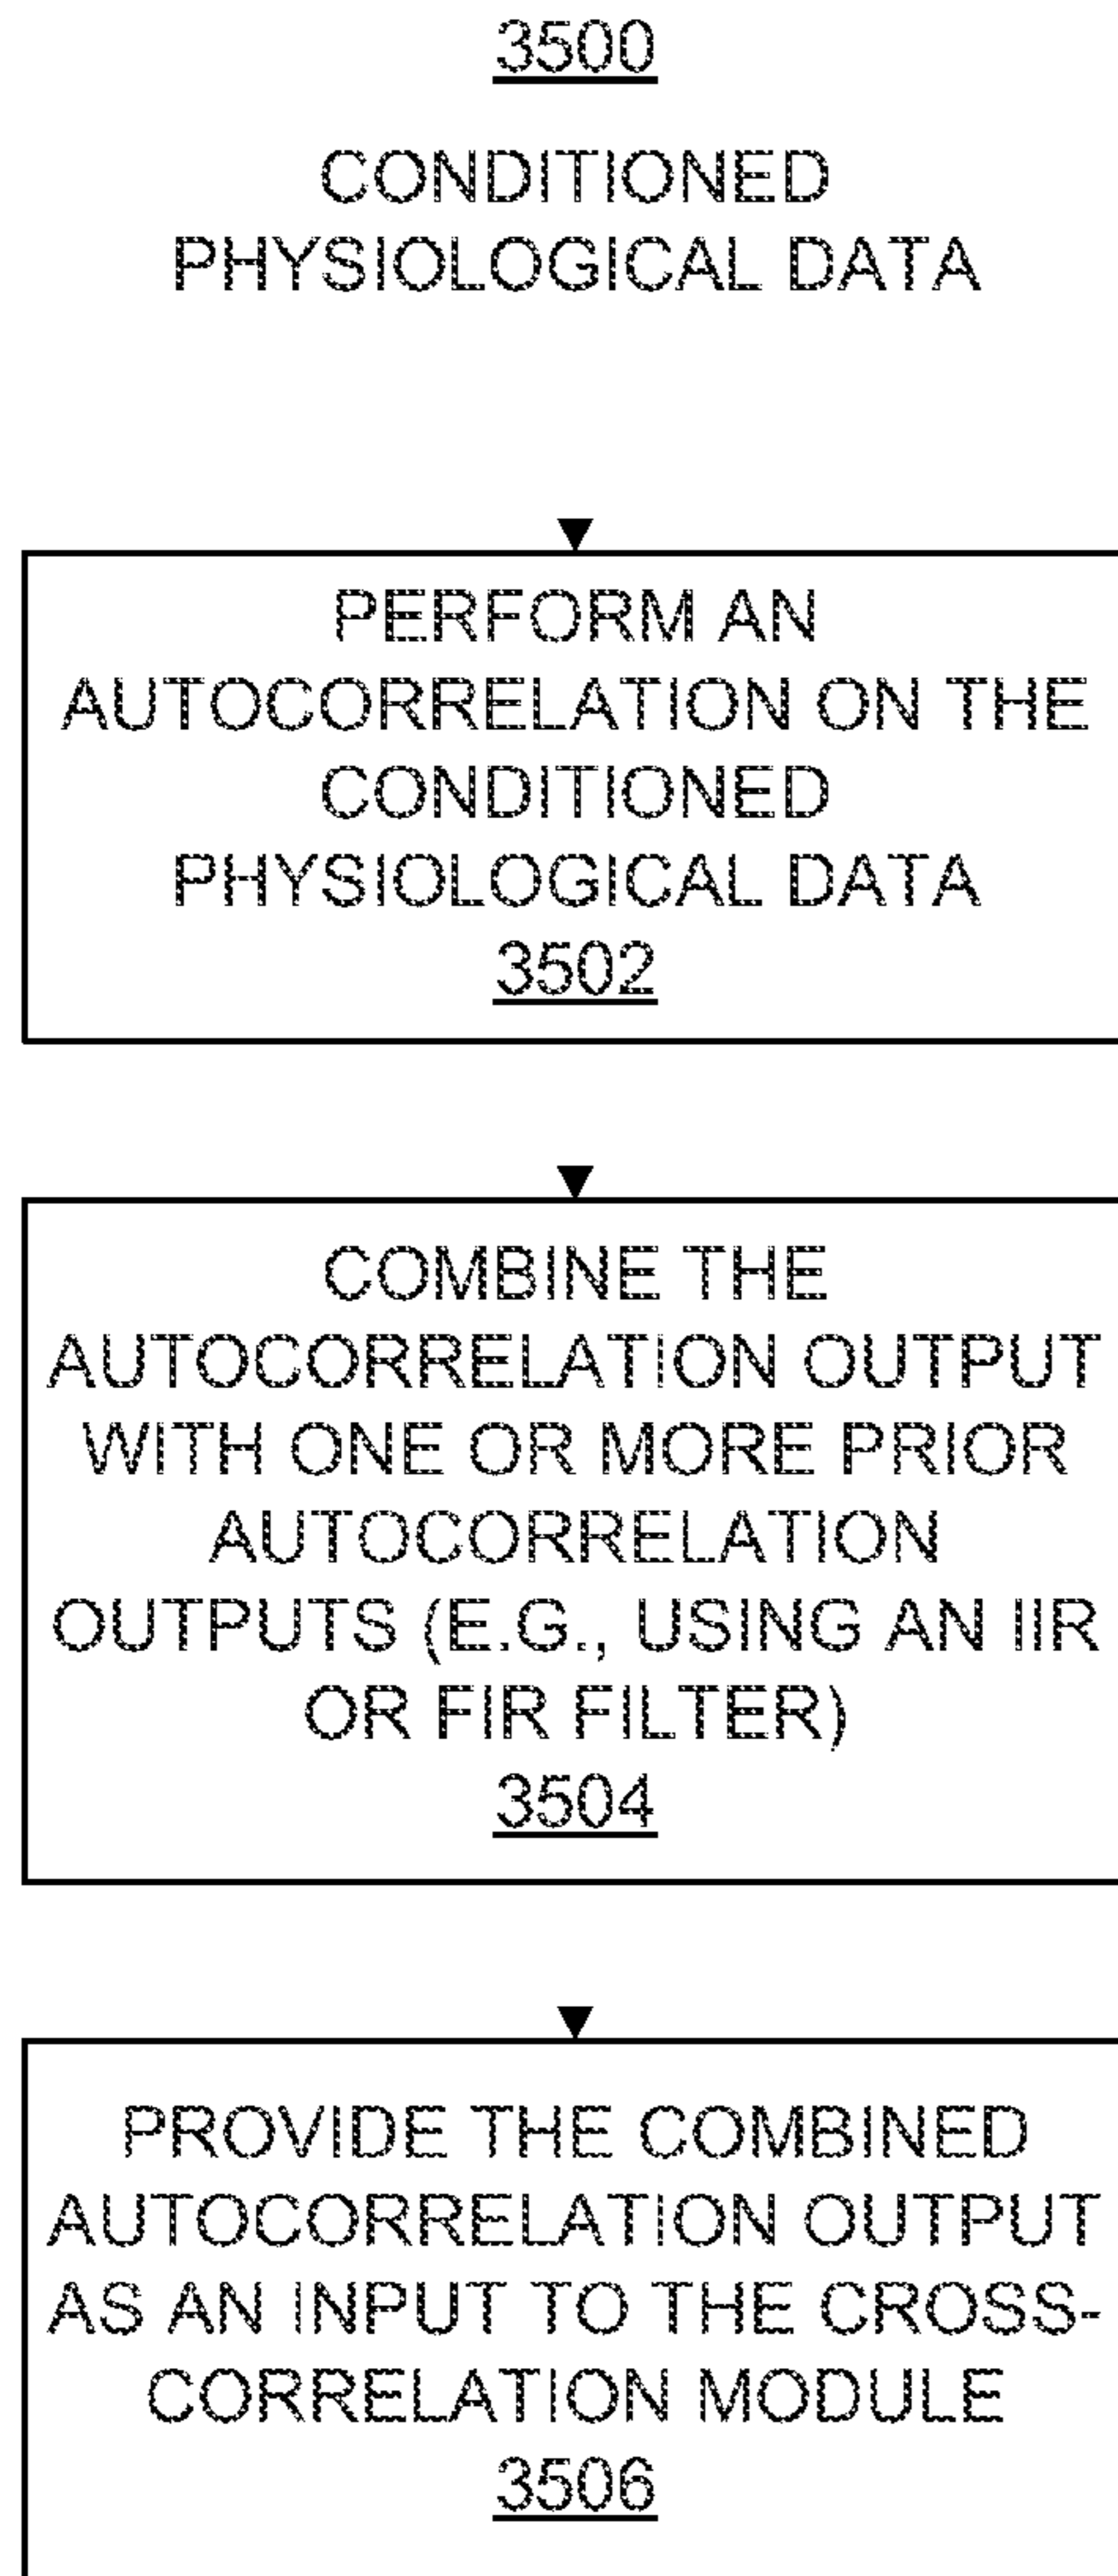 3500
CONDITIONED
PHYSIOLOGICAL DATA
PERFORM AN
AUTOCORRELATION ON THE
CONDITIONED
PHYSIOLOGICAL DATA
3502
COMBINE THE
AUTOCORRELATION OUTPUT
WITH ONE OR MORE PRIOR
AUTOCORRELATION
OUTPUTS (E.G., USING AN IIR
OR FIR FILTER)
3504
PROVIDE THE COMBINED
AUTOCORRELATION OUTPUT
AS AN INPUT TO THE CROSS-
CORRELATION MODULE
3506